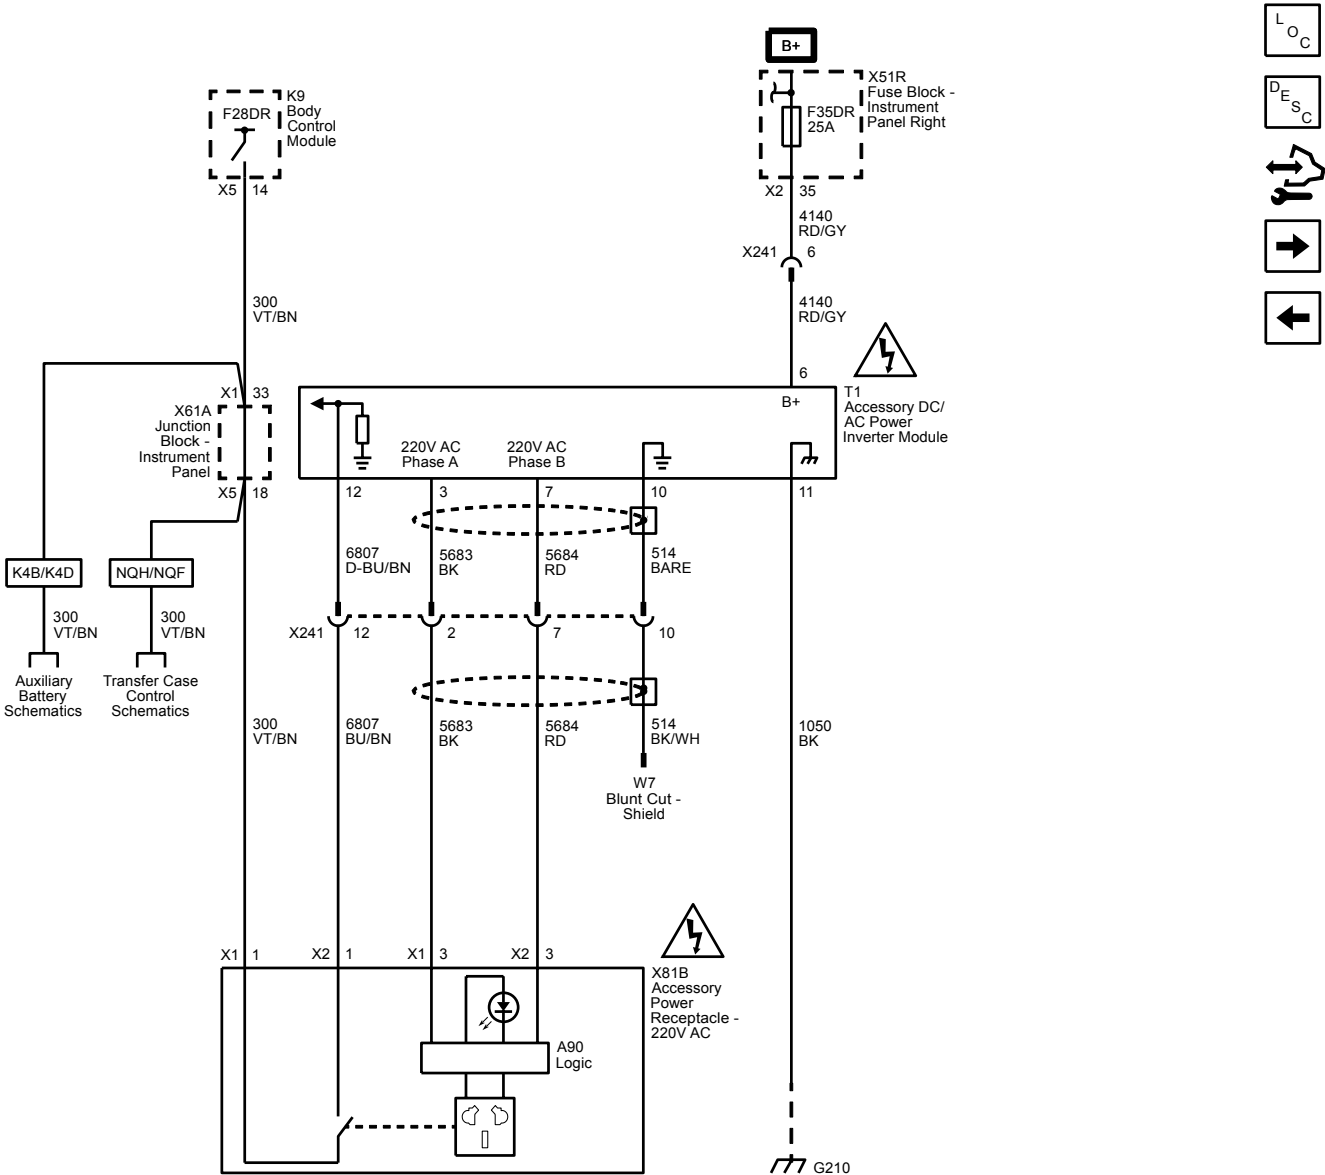 B+
L O C
D E S C
K9
Body
Control
Module
F28DR
X5 14
X51R
Fuse Block -
Instrument
Panel Right
F35DR
25A
X2 35
4140
RD/GY
X241 6
4140
RD/GY
300
VT/BN
6
X1 33
X61A
Junction
Block -
Instrument
Panel
X5 18
B+
T1
Accessory DC/
AC Power
Inverter Module
220V AC
Phase A
220V AC
Phase B
12 3 7 10 11
6807
D-BU/BN
5683
BK
5684
RD
514
BARE
K4B/K4D
NQH/NQF
300
VT/BN
300
VT/BN
X241 12 2 7 10
Auxiliary
Battery
Schematics
Transfer Case
Control
Schematics
300
VT/BN
6807
BU/BN
5683
BK
5684
RD
514
BK/WH
1050
BK
W7
Blunt Cut -
Shield
X1 1 X2 1 X1 3 X2 3
X81B
Accessory
Power
Receptacle -
220V AC
A90
Logic
G210